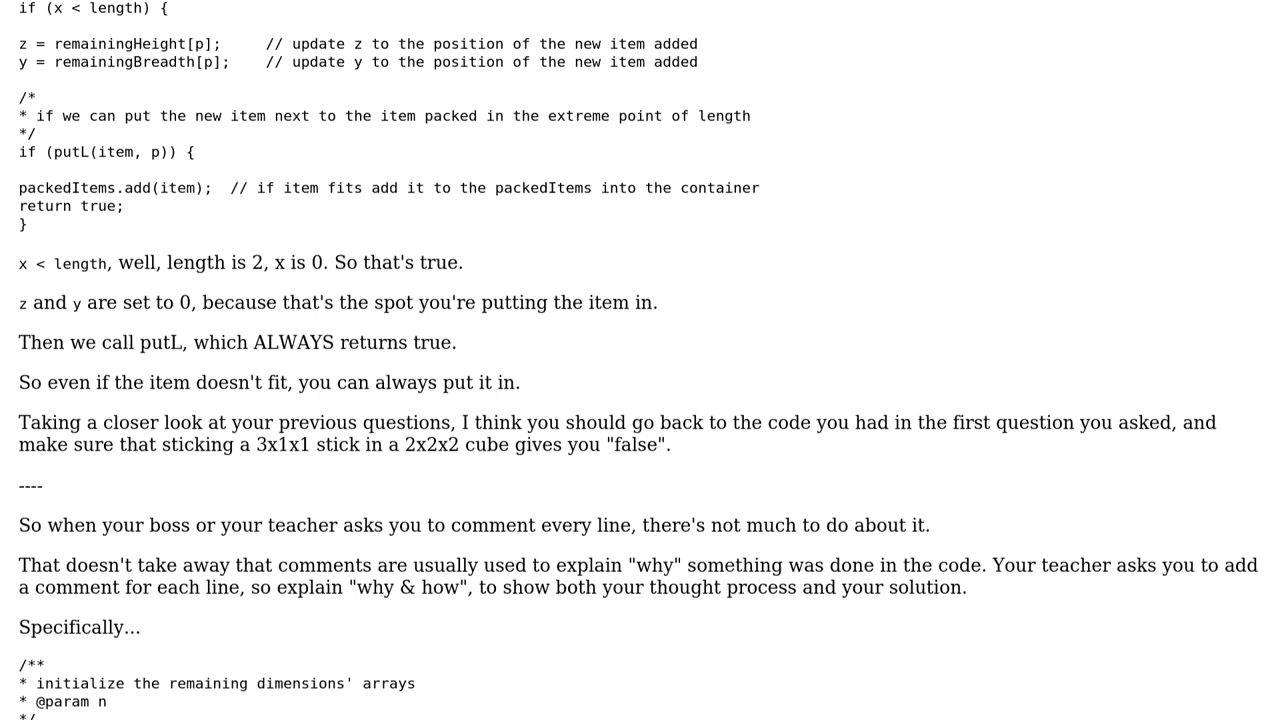 if (x < length) {
z = remainingHeight[p];     // update z to the position of the new item added
y = remainingBreadth[p];    // update y to the position of the new item added
/*
* if we can put the new item next to the item packed in the extreme point of length
*/
if (putL(item, p)) {
packedItems.add(item);  // if item fits add it to the packedItems into the container
return true;
}
x < length, well, length is 2, x is 0. So that's true.
z and y are set to 0, because that's the spot you're putting the item in.
Then we call putL, which ALWAYS returns true.
So even if the item doesn't fit, you can always put it in.
Taking a closer look at your previous questions, I think you should go back to the code you had in the first question you asked, and
make sure that sticking a 3x1x1 stick in a 2x2x2 cube gives you "false".
----
So when your boss or your teacher asks you to comment every line, there's not much to do about it.
That doesn't take away that comments are usually used to explain "why" something was done in the code. Your teacher asks you to add
a comment for each line, so explain "why & how", to show both your thought process and your solution.
Specifically...
/**
* initialize the remaining dimensions' arrays
* @param n
*/